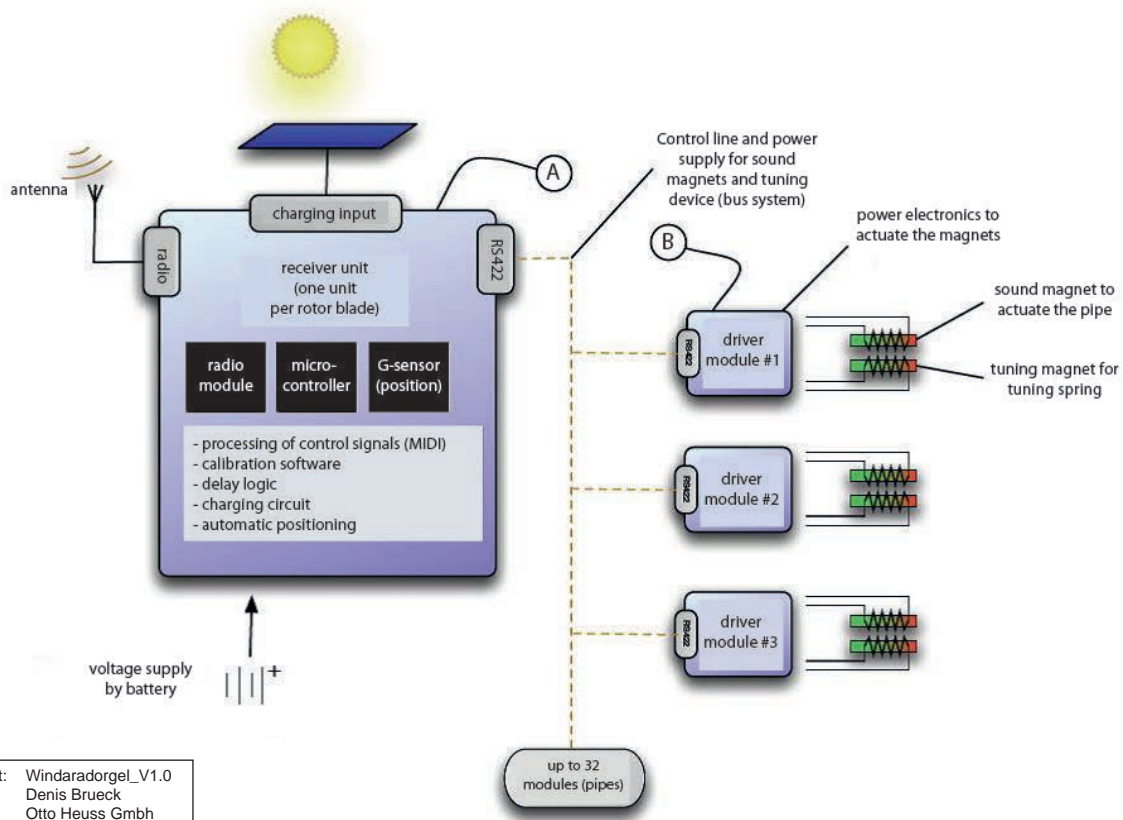 antenna
radio
charging input
A
RS422
receiver unit
(one unit
per rotor blade)
radio
module
micro-
controller
G-sensor
(position)
- processing of control signals (MIDI)
- calibration software
- delay logic
- charging circuit
- automatic positioning
voltage supply
by battery
+
Control line and power
supply for sound
magnets and tuning
device (bus system)
B
power electronics to
actuate the magnets
sound magnet to
actuate the pipe
tuning magnet for
tuning spring
RS422
driver
module #1
RS422
driver
module #2
RS422
driver
module #3
up to 32
modules (pipes)
t: Windaradorgel_V1.0
Denis Brueck
Otto Heuss Gmbh